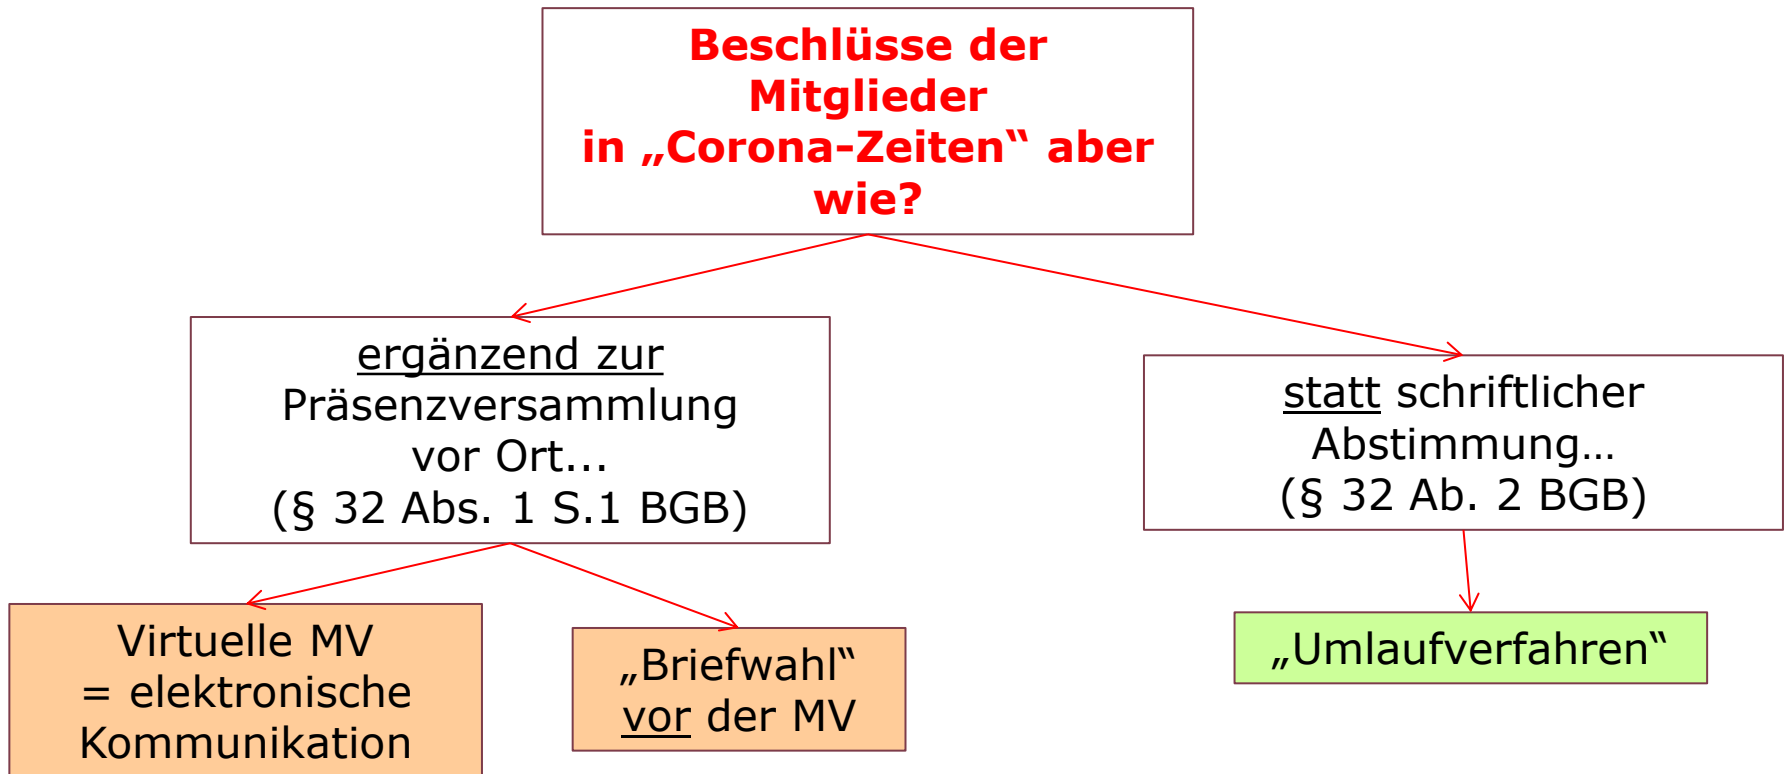 Beschlüsse der
Mitglieder
in „Corona-Zeiten“ aber
wie?
ergänzend zur
Präsenzversammlung
vor Ort...
(§ 32 Abs. 1 S.1 BGB)
statt schriftlicher
Abstimmung…
(§ 32 Ab. 2 BGB)
Virtuelle MV
= elektronische
Kommunikation
„Briefwahl“
vor der MV
„Umlaufverfahren“